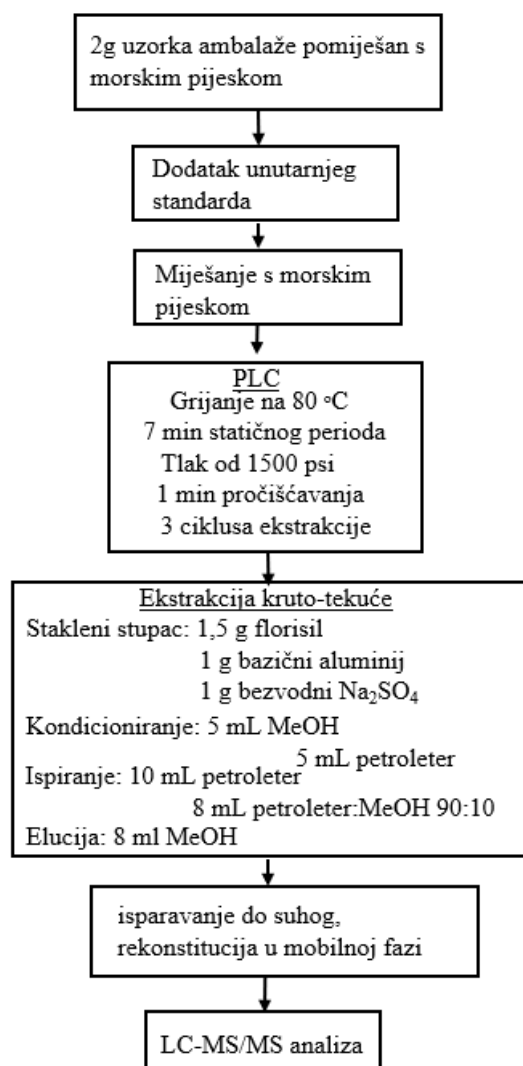 2g uzorka ambalaže pomiješan s
morskim pijeskom
Dodatak unutarnjeg
standarda
Miješanje s morskim
pijeskom
PLC
Grijanje na 80 °C
7 min statičnog perioda
Tlak od 1500 psi
1 min pročišćavanja
3 ciklusa ekstrakcije
Ekstrakcija kruto-tekuće
Stakleni stupac: 1,5 g florisil
1 g bazični aluminij
1 g bezvodni Na₂SO₄
Kondicioniranje: 5 mL MeOH
5 mL petroleter
Ispiranje: 10 mL petroleter
8 mL petroleter:MeOH 90:10
Elucija: 8 ml MeOH
isparavanje do suhog,
rekonstitucija u mobilnoj fazi
LC-MS/MS analiza